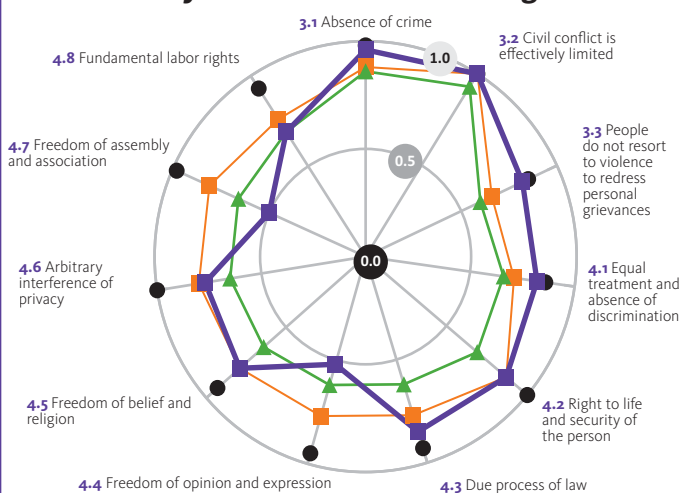 3.1 Absence of crime
3.2 Civil conflict is
effectively limited
4.8 Fundamental labor rights
1.0
4.7 Freedom of assembly
and association
3.3 People
do not resort
to violence
to redress
personal
grievances
0.5
0.0
4.6 Arbitrary
interference of
privacy
4.1 Equal
treatment and
absence of
discrimination
4.5 Freedom of belief and
religion
4.2 Right to life
and security of
the person
4.4 Freedom of opinion and expression
4.3 Due process of law